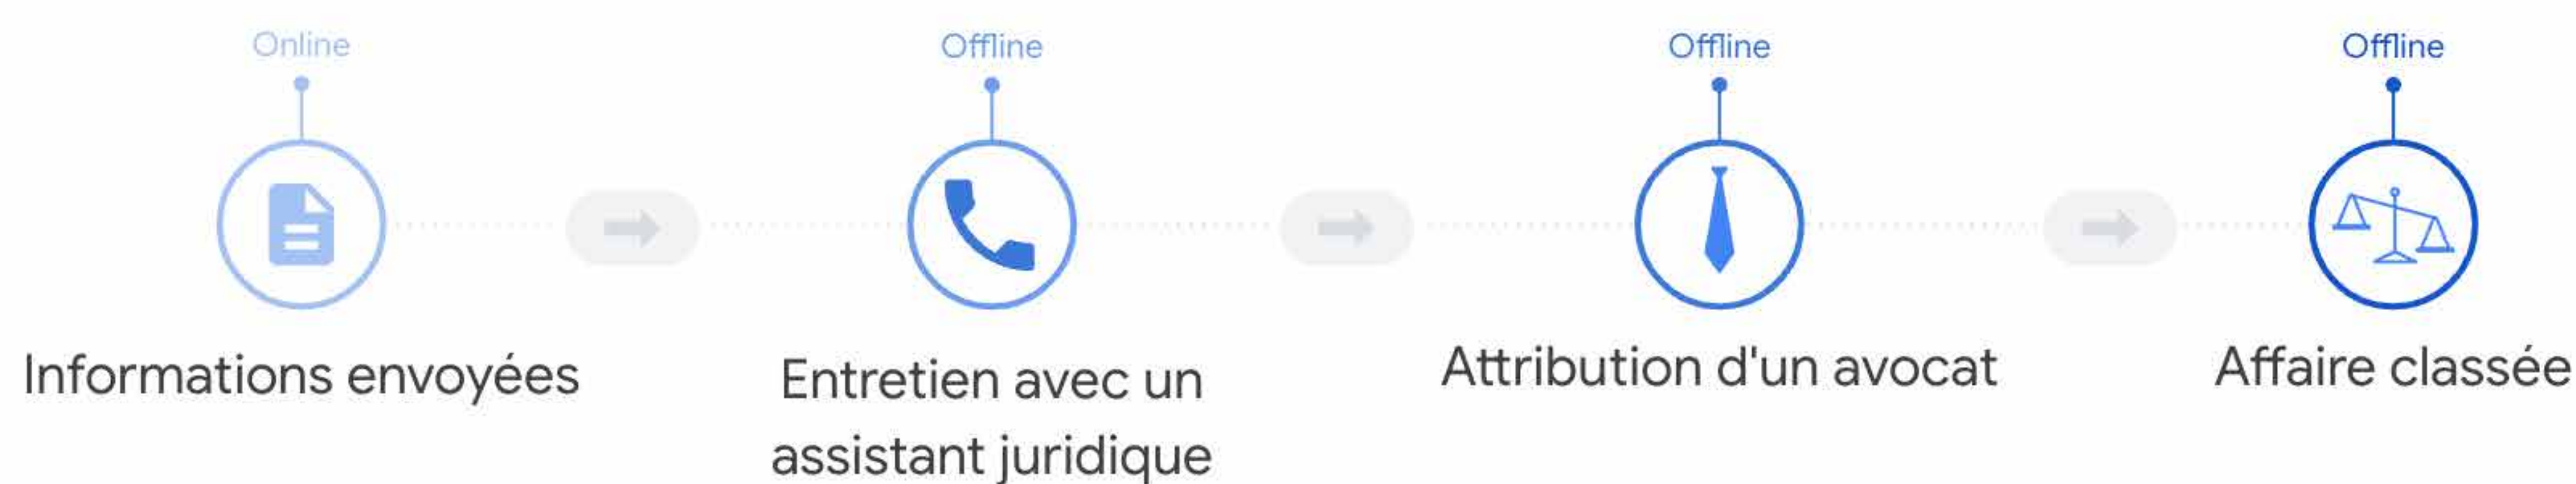 Online
Offline
Offline
Offline
Informations envoyées
Entretien avec un
assistant juridique
Attribution d'un avocat
Affaire classée